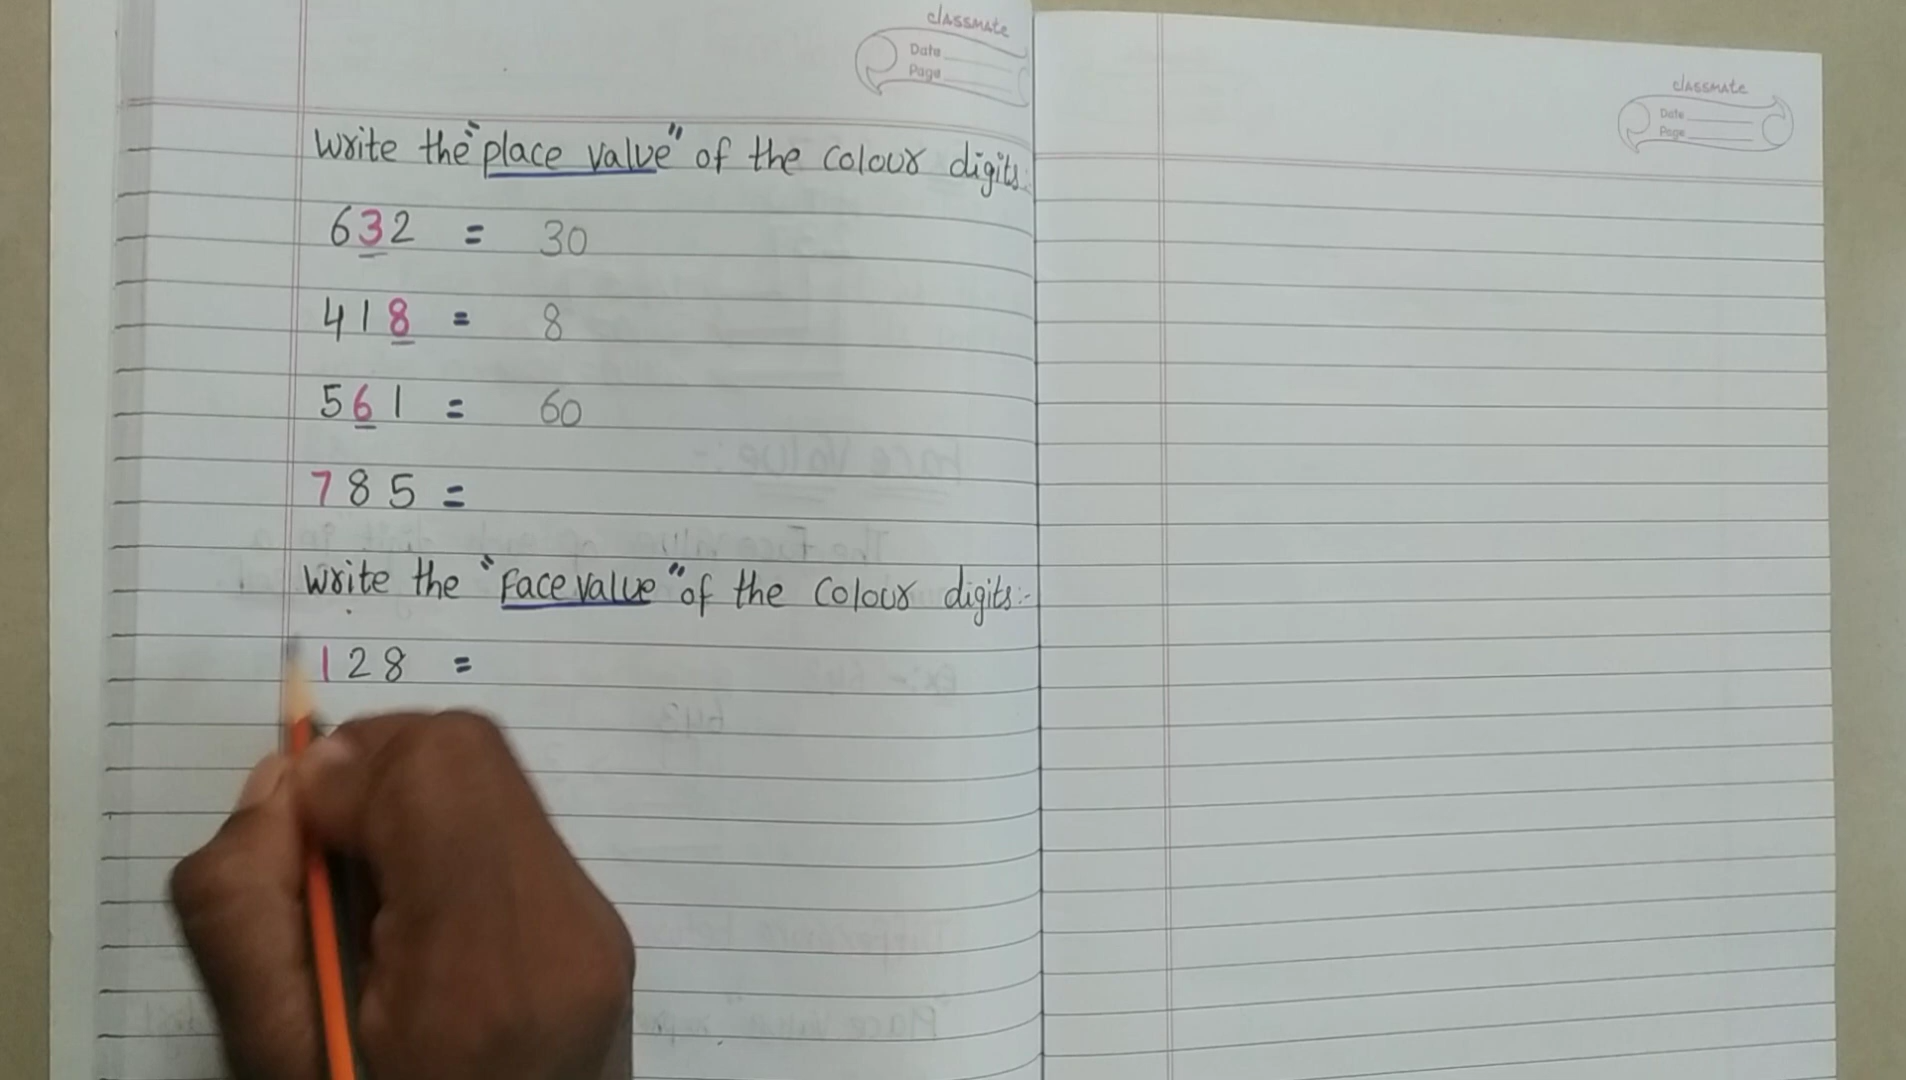 classmate
Date
Page
Write the "place value" of the colour digits
632 = 30
418 = 8
561 = 60
785 =
Write the "Face value" of the colour digits:-
128 =
classmate
Date
Page